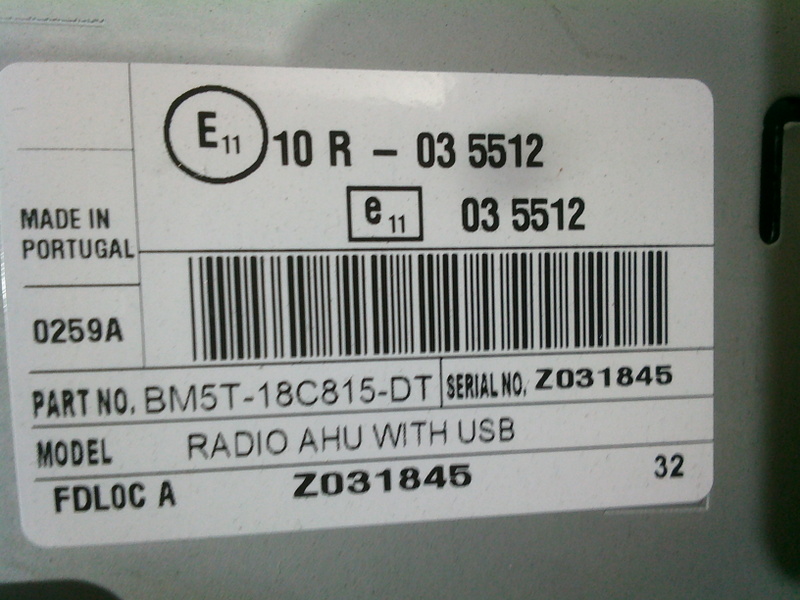 E11 10 R - 03 5512
e11 03 5512
MADE IN
PORTUGAL
0259A
PART NO. BM5T-18C815-DT SERIAL NO. Z031845
MODEL RADIO AHU WITH USB
FDLOC A Z031845 32